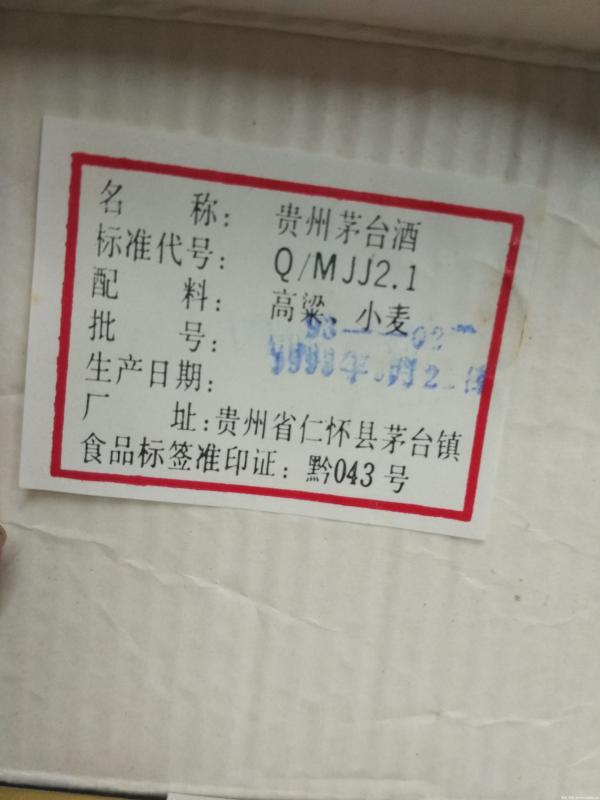 名 称: 贵州茅台酒
标准代号: Q/MJJ2.1
配 料: 高粱、小麦
批 号: 93
生产日期:
厂 址: 贵州省仁怀县茅台镇
食品标签准印证: 黔043号